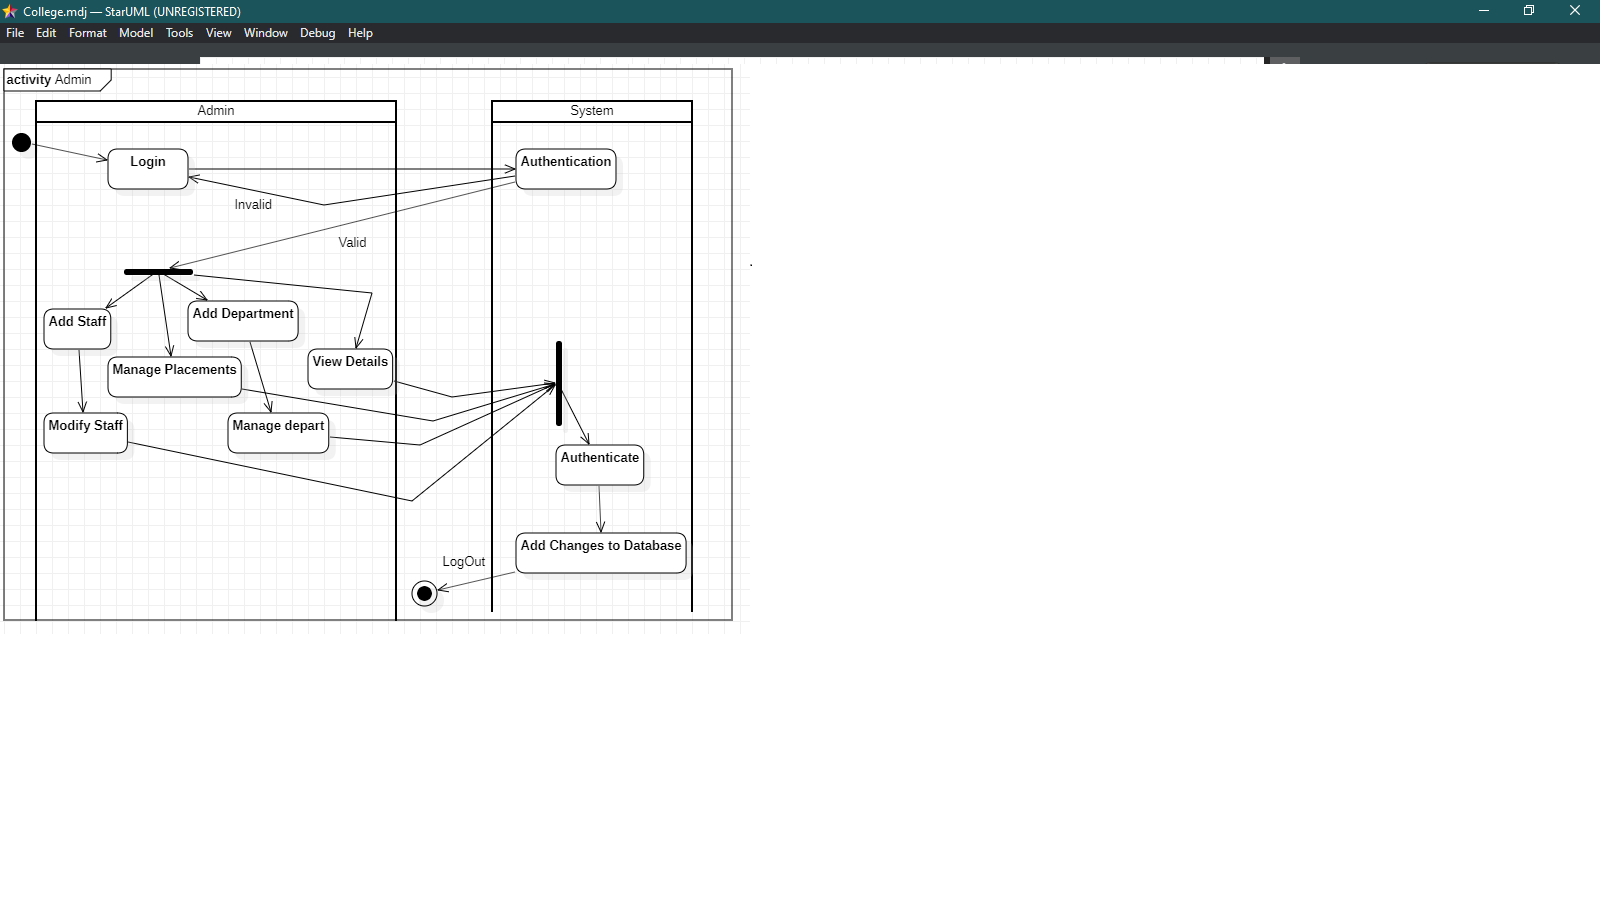 College.mdj — StarUML (UNREGISTERED)
File Edit Format Model Tools View Window Debug Help
activity Admin
Admin
System
Login
Authentication
Invalid
Valid
Add Staff
Add Department
View Details
Manage Placements
Modify Staff
Manage depart
Authenticate
Add Changes to Database
LogOut